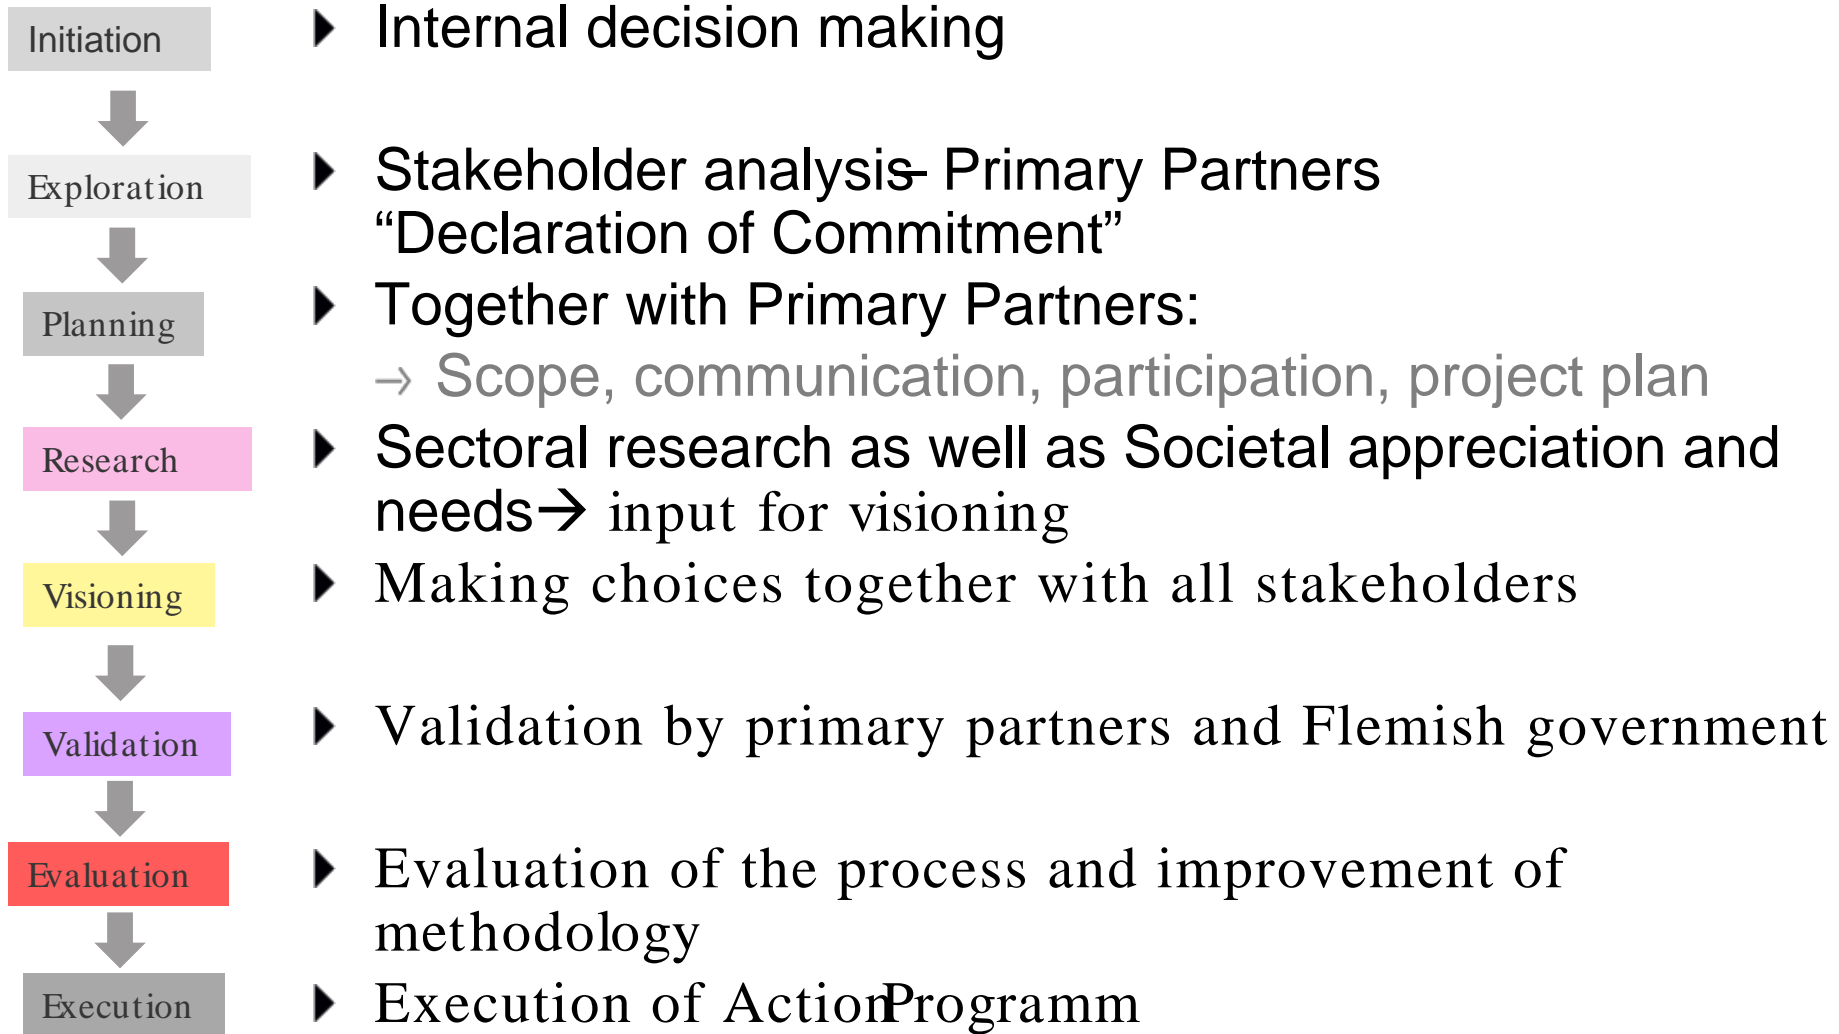 Initiation
Internal decision making
Exploration
Stakeholder analysis– Primary Partners
“Declaration of Commitment”
Planning
Together with Primary Partners:
→ Scope, communication, participation, project plan
Research
Sectoral research as well as Societal appreciation and
needs→ input for visioning
Visioning
Making choices together with all stakeholders
Validation
Validation by primary partners and Flemish government
Evaluation
Evaluation of the process and improvement of
methodology
Execution
Execution of ActionProgramm